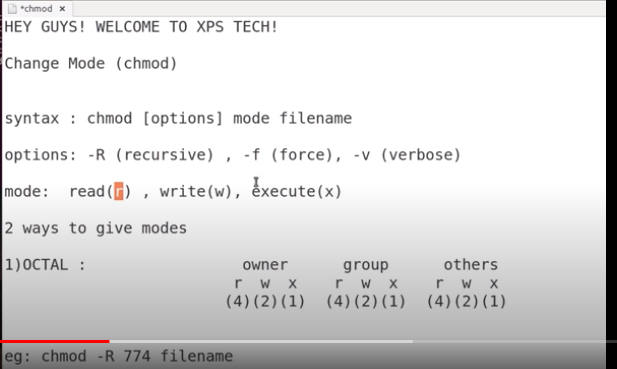 *chmod ×
HEY GUYS! WELCOME TO XPS TECH!
Change Mode (chmod)
syntax : chmod [options] mode filename
options: -R (recursive) , -f (force), -v (verbose)
mode:  read(r) , write(w), execute(x)
2 ways to give modes
1)OCTAL : owner group others
r w x r w x r w x
(4)(2)(1) (4)(2)(1) (4)(2)(1)
eg: chmod -R 774 filename